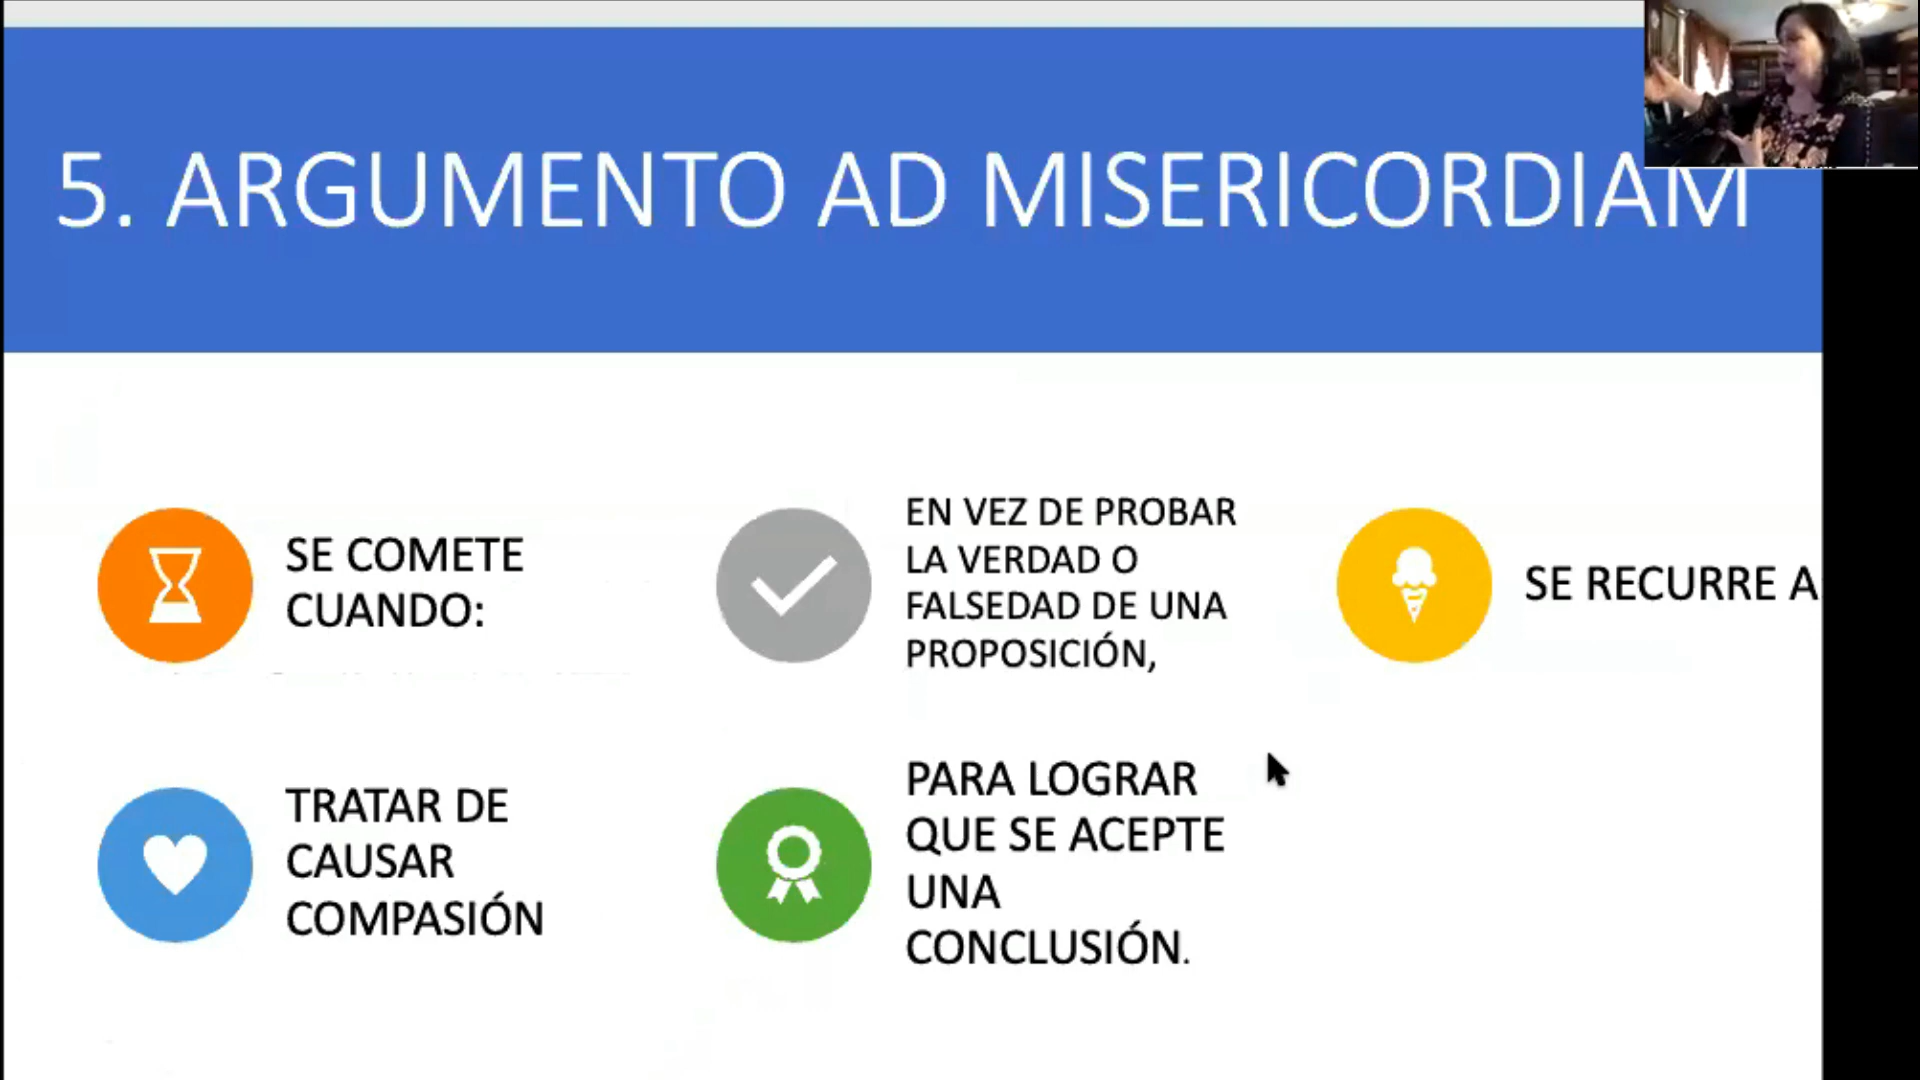 5. ARGUMENTO AD MISERICORDIAM
SE COMETE
CUANDO:
EN VEZ DE PROBAR
LA VERDAD O
FALSEDAD DE UNA
PROPOSICIÓN,
SE RECURRE A
TRATAR DE
CAUSAR
COMPASIÓN
PARA LOGRAR
QUE SE ACEPTE
UNA
CONCLUSIÓN.